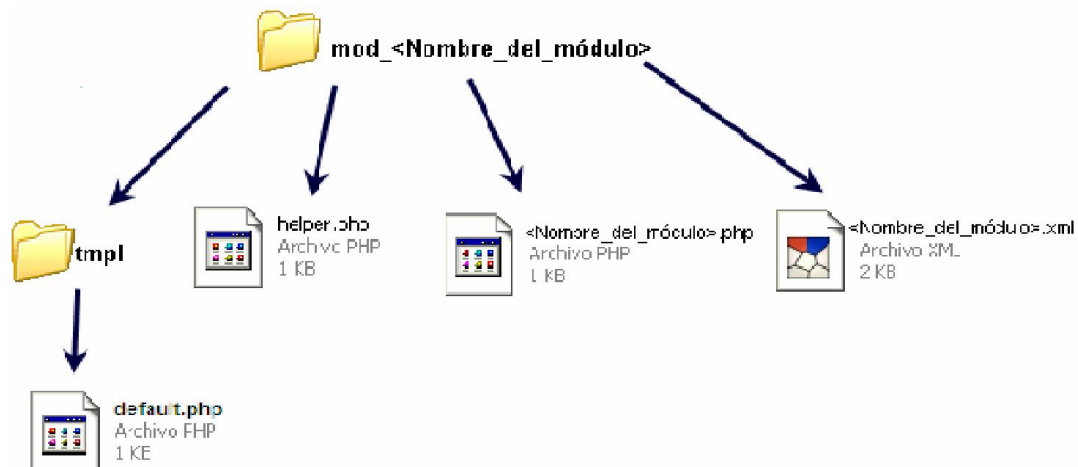 mod_<Nombre_del_módulo>
tmpl
helper.php
Archivo PHP
1 KB
<Nombre_del_módulo>.php
Archivo PHP
1 KB
<Nombre_del_módulo>.xml
Archivo XML
2 KB
default.php
Archivo PHP
1 KB